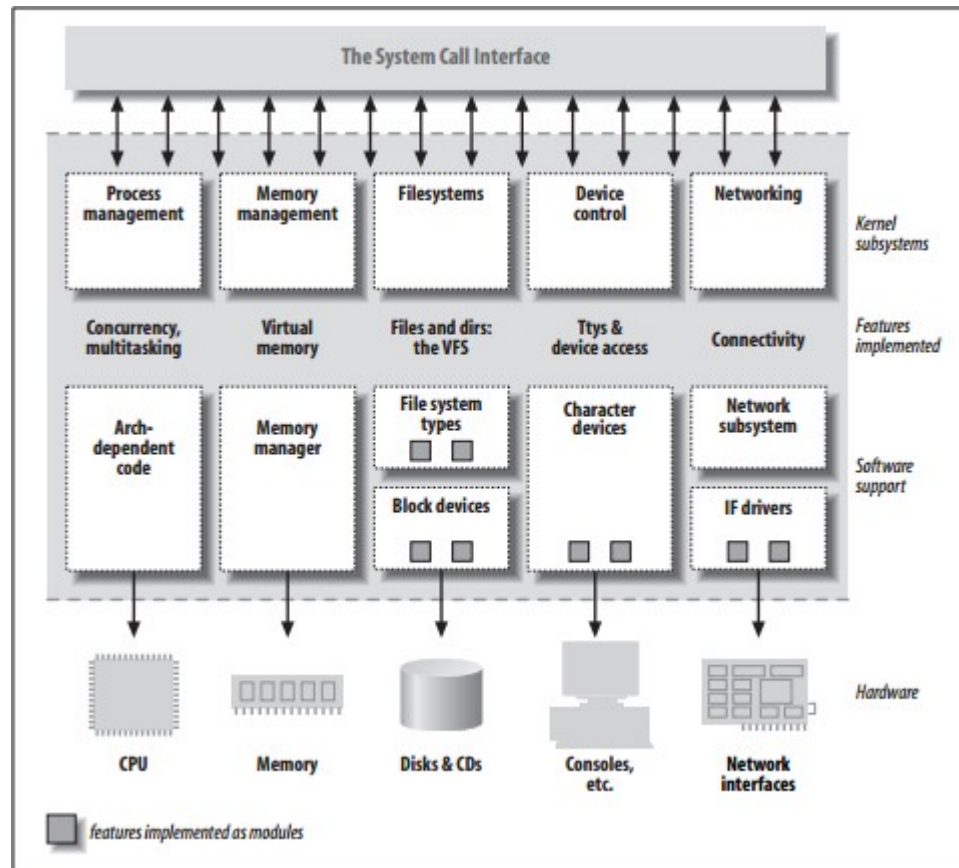 The System Call Interface
Process
management
Memory
management
Filesystems
Device
control
Networking
Kernel
subsystems
Concurrency,
multitasking
Virtual
memory
Files and dirs:
the VFS
Ttys &
device access
Connectivity
Features
implemented
Arch-
dependent
code
Memory
manager
File system
types
Block devices
Character
devices
Network
subsystem
IF drivers
Software
support
Hardware
CPU
Memory
Disks & CDs
Consoles,
etc.
Network
interfaces
features implemented as modules